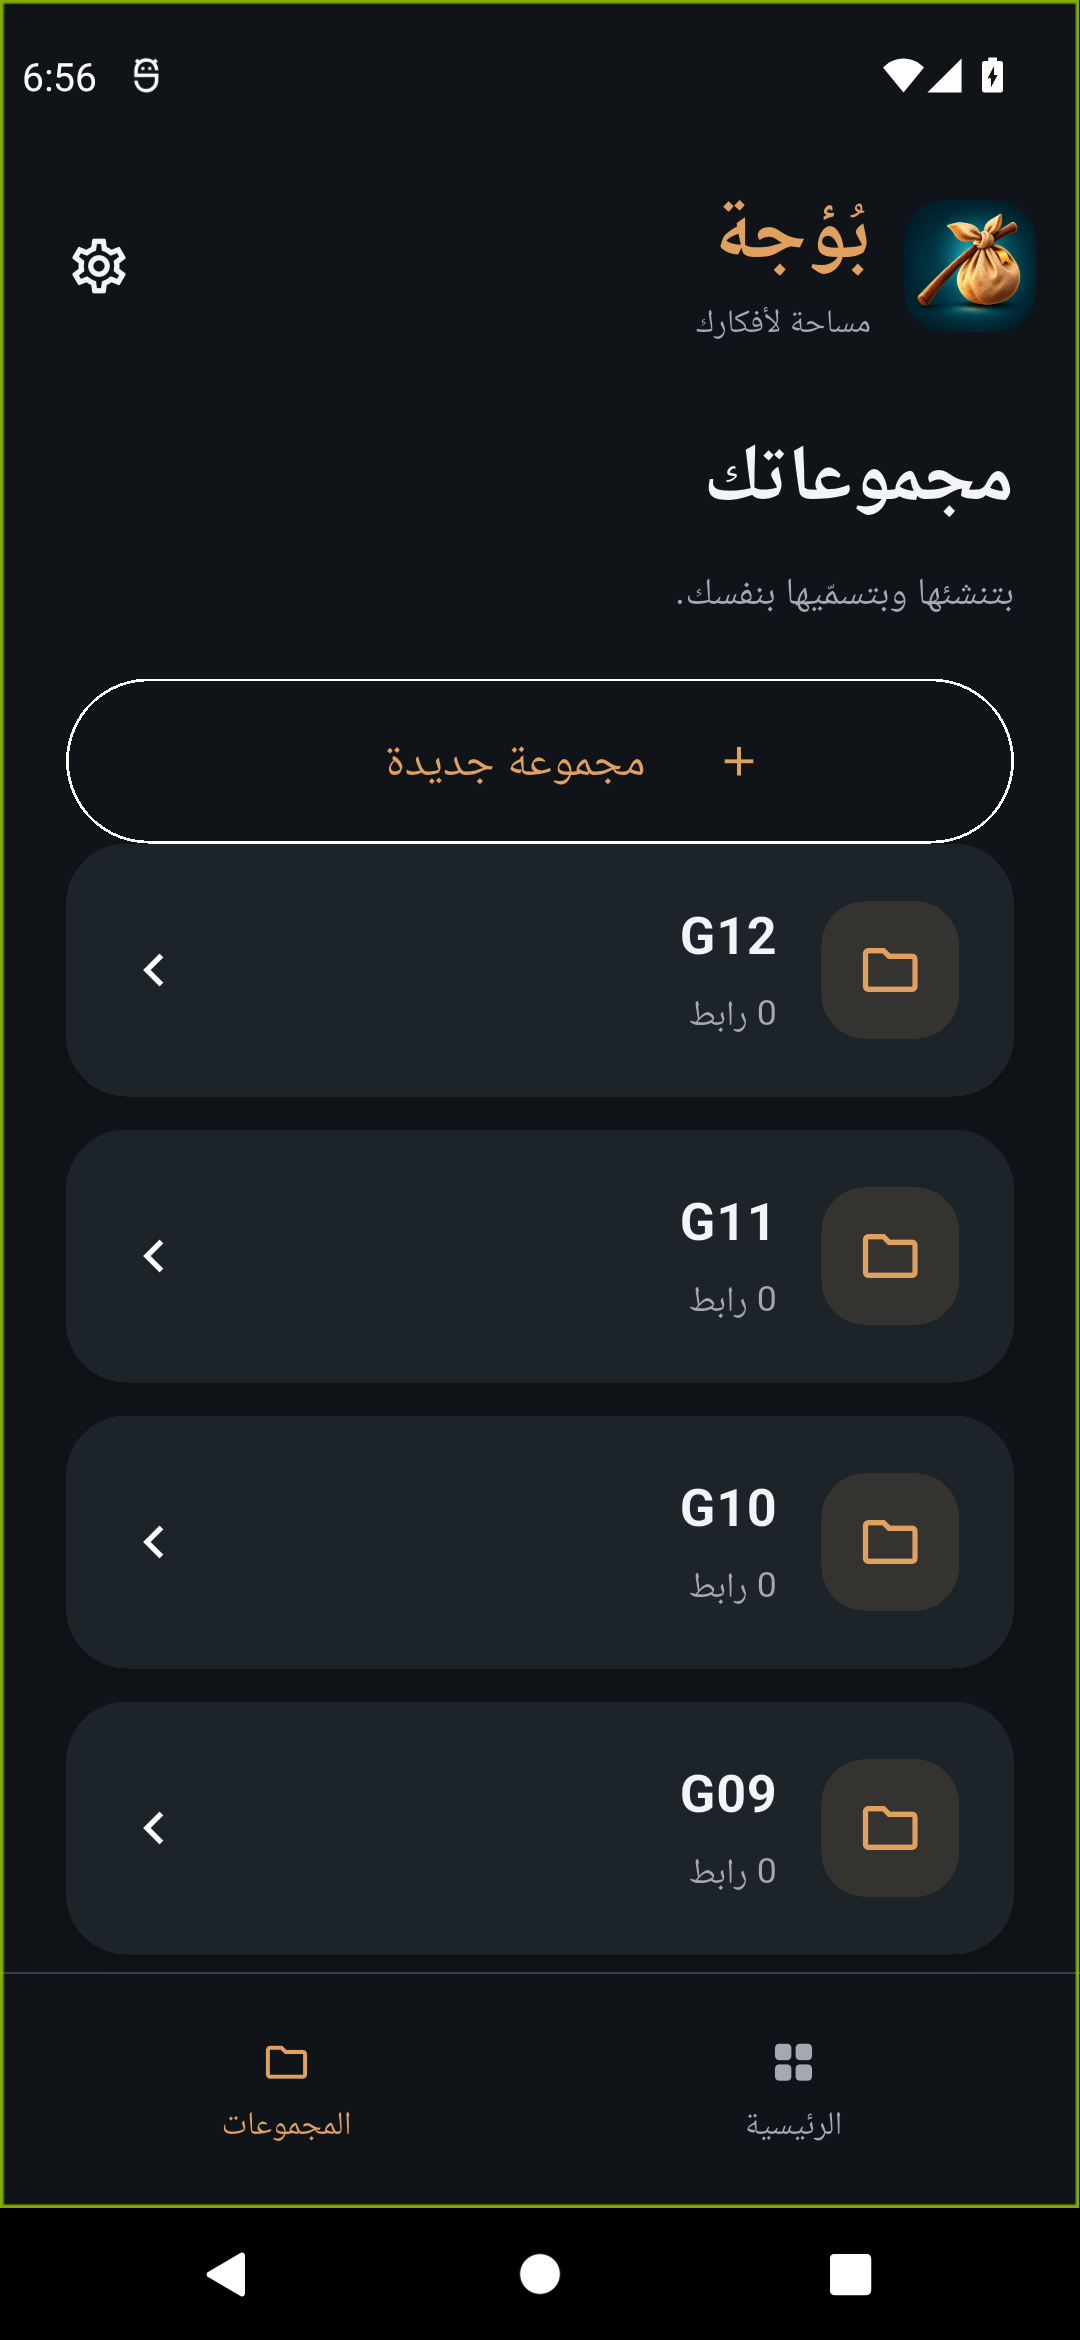 6:56
بُؤجة
مساحة لأفكارك
مجموعاتك
بتنشئها وبتسمّيها بنفسك.
+ مجموعة جديدة
G12
0 رابط
G11
0 رابط
G10
0 رابط
G09
0 رابط
الرئيسية
المجموعات